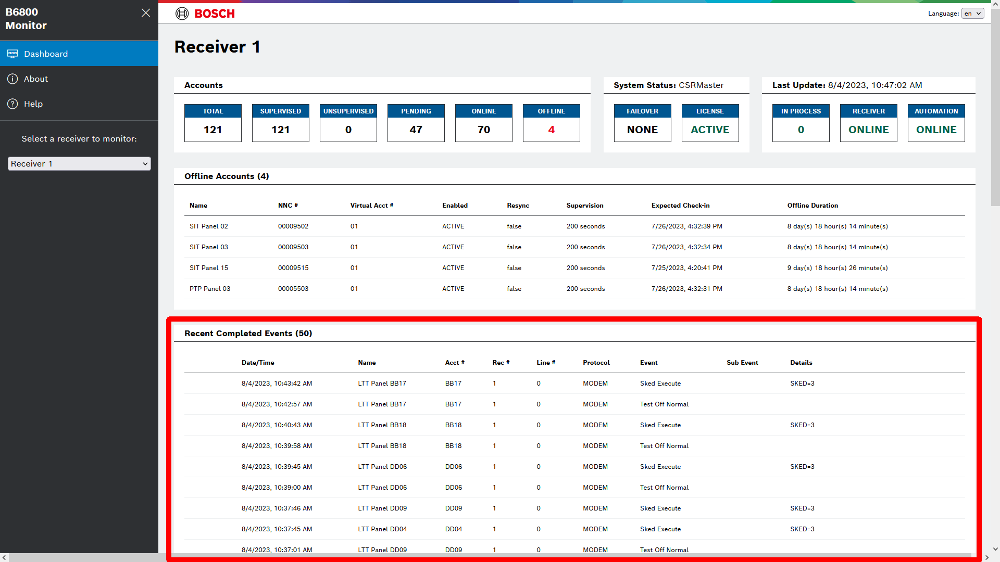 B6800
Monitor
Dashboard
About
Help
Select a receiver to monitor:
Receiver 1
BOSCH
Language: en
Receiver 1
Accounts
TOTAL SUPERVISED UNSUPERVISED PENDING ONLINE OFFLINE
121 121 0 47 70 4
System Status: CSRMaster
FAILOVER LICENSE
NONE ACTIVE
Last Update: 8/4/2023, 10:47:02 AM
IN PROCESS RECEIVER AUTOMATION
0 ONLINE ONLINE
Offline Accounts (4)
Name NNC # Virtual Acct # Enabled Resync Supervision Expected Check-in Offline Duration
SIT Panel 02 00009502 01 ACTIVE false 200 seconds 7/26/2023, 4:32:39 PM 8 day(s) 18 hour(s) 14 minute(s)
SIT Panel 03 00009503 01 ACTIVE false 200 seconds 7/26/2023, 4:32:34 PM 8 day(s) 18 hour(s) 14 minute(s)
SIT Panel 15 00009515 01 ACTIVE false 200 seconds 7/25/2023, 4:20:41 PM 9 day(s) 18 hour(s) 26 minute(s)
PTP Panel 03 00005503 01 ACTIVE false 200 seconds 7/26/2023, 4:32:31 PM 8 day(s) 18 hour(s) 14 minute(s)
Recent Completed Events (50)
Date/Time Name Acct # Rec # Line # Protocol Event Sub Event Details
8/4/2023, 10:43:42 AM LTT Panel BB17 BB17 1 0 MODEM Sked Execute SKED=3
8/4/2023, 10:42:57 AM LTT Panel BB17 BB17 1 0 MODEM Test Off Normal
8/4/2023, 10:40:43 AM LTT Panel BB18 BB18 1 0 MODEM Sked Execute SKED=3
8/4/2023, 10:39:58 AM LTT Panel BB18 BB18 1 0 MODEM Test Off Normal
8/4/2023, 10:39:45 AM LTT Panel DD06 DD06 1 0 MODEM Sked Execute SKED=3
8/4/2023, 10:39:00 AM LTT Panel DD06 DD06 1 0 MODEM Test Off Normal
8/4/2023, 10:37:46 AM LTT Panel DD09 DD09 1 0 MODEM Sked Execute SKED=3
8/4/2023, 10:37:45 AM LTT Panel DD04 DD04 1 0 MODEM Sked Execute SKED=3
8/4/2023, 10:37:01 AM LTT Panel DD09 DD09 1 0 MODEM Test Off Normal